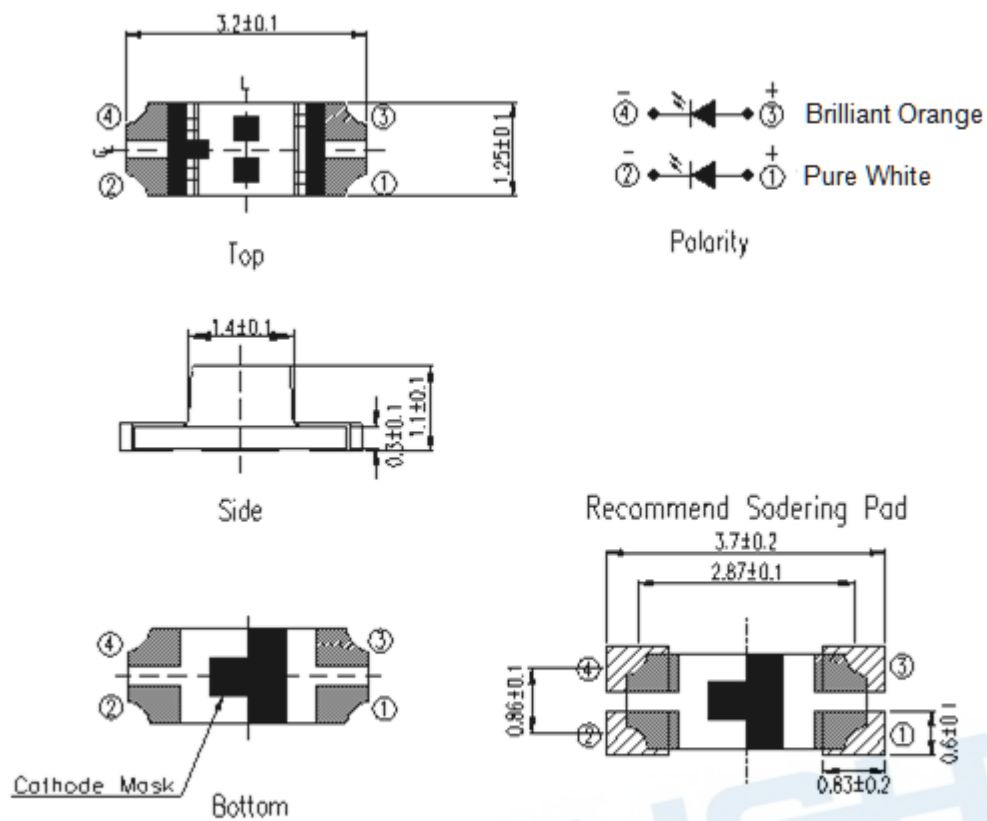 3.2±0.1
④
③
②
①
1.25±0.1
Top
- ④ + ③ Brilliant Orange
- ② + ① Pure White
Polarity
1.4±0.1
1.1±0.1
0.3±0.1
Side
Recommend Sodering Pad
3.7±0.2
2.87±0.1
④
③
②
①
Cathode Mask
Bottom
0.86±0.1
④
③
②
①
0.6±0.1
0.83±0.2